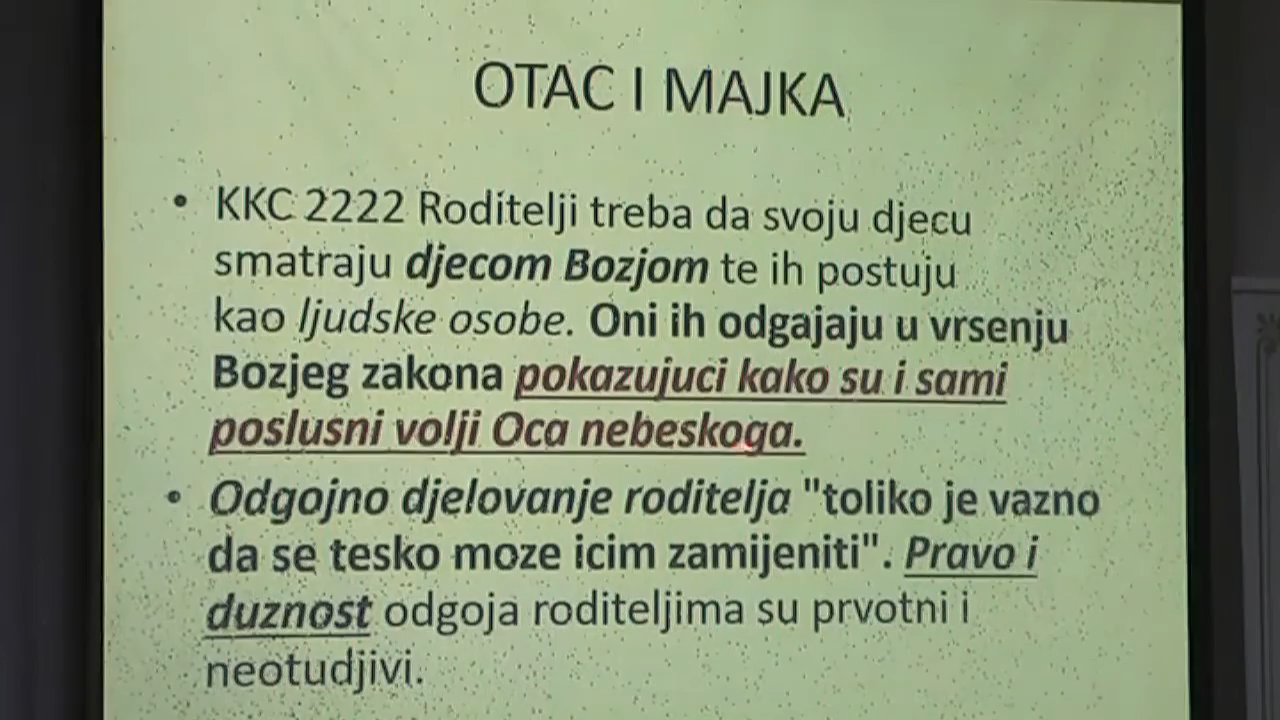 OTAC I MAJKA
• KKC 2222 Roditelji treba da svoju djecu
smatraju djecom Bozjom te ih postuju
kao ljudske osobe. Oni ih odgajaju u vrsenju
Bozjeg zakona pokazujuci kako su i sami
poslusni volji Oca nebeskoga.
• Odgojno djelovanje roditelja "toliko je vazno
da se tesko moze icim zamijeniti". Pravo i
duznost odgoja roditeljima su prvotni i
neotudjivi.